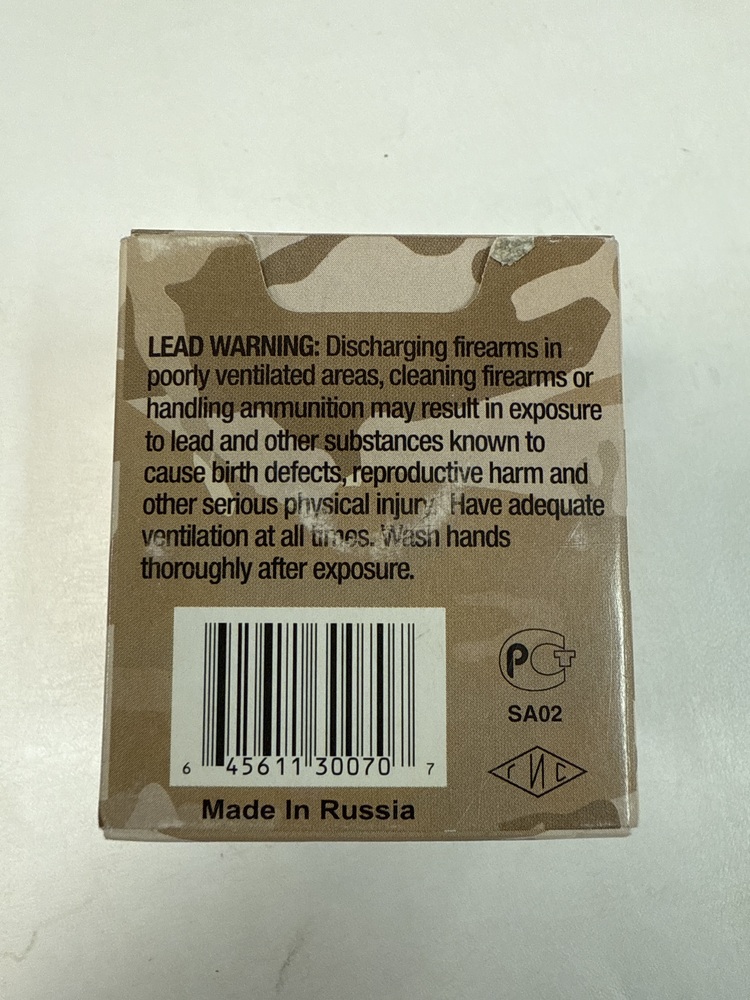 LEAD WARNING: Discharging firearms in
poorly ventilated areas, cleaning firearms or
handling ammunition may result in exposure
to lead and other substances known to
cause birth defects, reproductive harm and
other serious physical injury. Have adequate
ventilation at all times. Wash hands
thoroughly after exposure.
РСТ
SA02
6 45611 30070 7
ГИС
Made In Russia